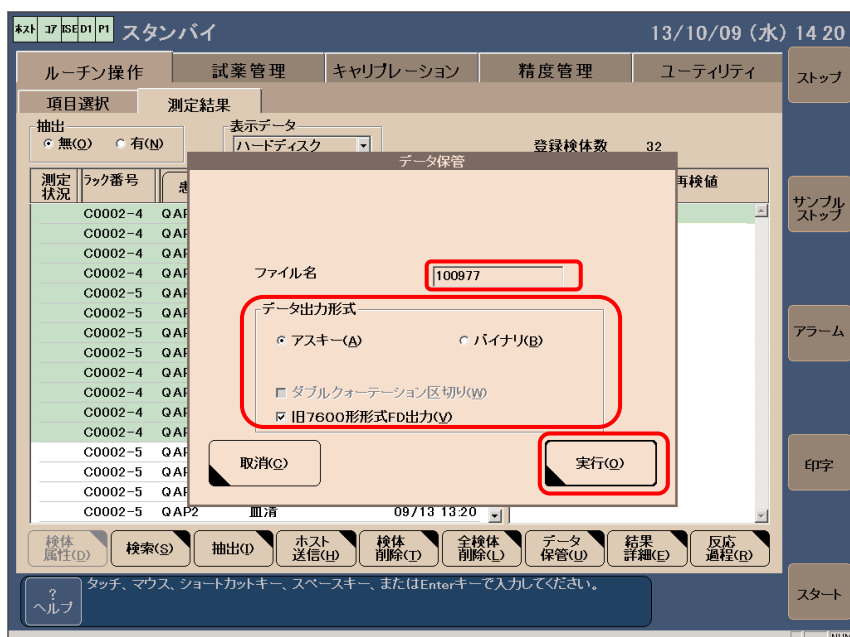 ホスト コア ISE D1 P1 スタンバイ 13/10/09 (水) 14 20
ルーチン操作 試薬管理 キャリブレーション 精度管理 ユーティリティ ストップ
項目選択 測定結果
抽出 表示データ
無(O) 有(N) ハードディスク 登録検体数 32
データ保管
測定状況 ラック番号 再検値
サンプルストップ
C0002-4 QAP
C0002-4 QAP
C0002-4 QAP
C0002-4 QAP
C0002-5 QAP
C0002-5 QAP
C0002-5 QAP
C0002-5 QAP
C0002-4 QAP
C0002-4 QAP
C0002-4 QAP
C0002-4 QAP
C0002-5 QAP
C0002-5 QAP
C0002-5 QAP
C0002-5 QAP2 血清 09/13 13:20
ファイル名 100977
データ出力形式
アスキー(A) バイナリ(B)
ダブルクォーテーション区切り(W)
旧7600形形式FD出力(V)
取消(C) 実行(O)
アラーム
印字
検体属性(D) 検索(S) 抽出(I) ホスト送信(H) 検体削除(T) 全検体削除(L) データ保管(U) 結果詳細(E) 反応過程(R)
? ヘルプ タッチ、マウス、ショートカットキー、スペースキー、またはEnterキーで入力してください。
スタート